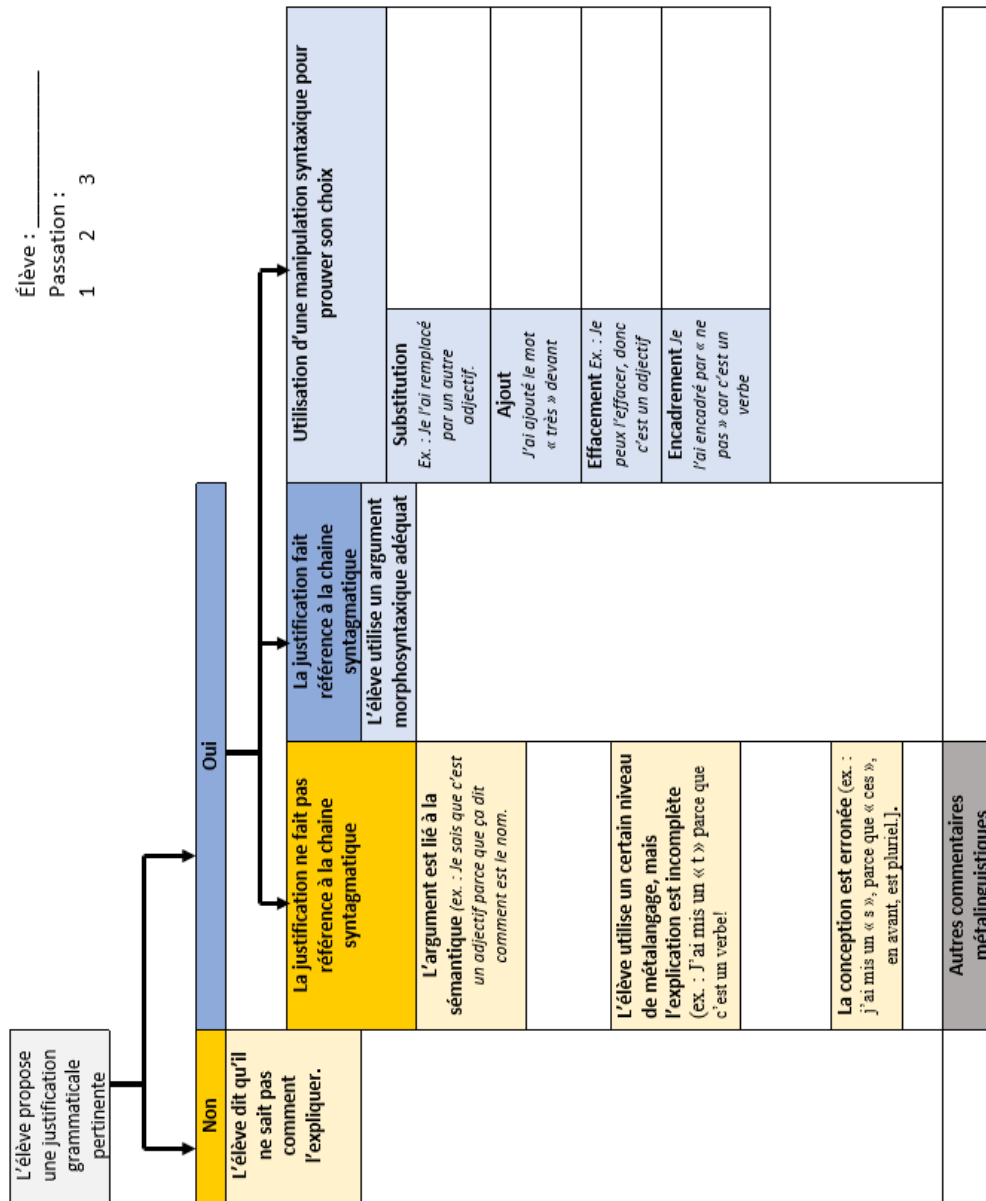 Élève : ________________
Passation :
1 2 3
L'élève propose
une justification
grammaticale
pertinente
Non
L'élève dit qu'il
ne sait pas
comment
l'expliquer.
Oui
La justification ne fait pas
référence à la chaine
syntagmatique
L'argument est lié à la
sémantique (ex. : Je sais que c'est
un adjectif parce que ça dit
comment est le nom.
L'élève utilise un certain niveau
de métalangage, mais
l'explication est incomplète
(ex. : J'ai mis un « t » parce que
c'est un verbe!
La conception est erronée (ex. :
j'ai mis un « s », parce que « ces »,
en avant, est pluriel.).
La justification fait
référence à la chaine
syntagmatique
L'élève utilise un argument
morphosyntaxique adéquat
Utilisation d'une manipulation syntaxique pour
prouver son choix
Substitution
Ex. : Je l'ai remplacé
par un autre
adjectif.
Ajout
J'ai ajouté le mot
« très » devant
Effacement Ex. : Je
peux l'effacer, donc
c'est un adjectif
Encadrement Je
l'ai encadré par « ne
pas » car c'est un
verbe
Autres commentaires
métalinguistiques